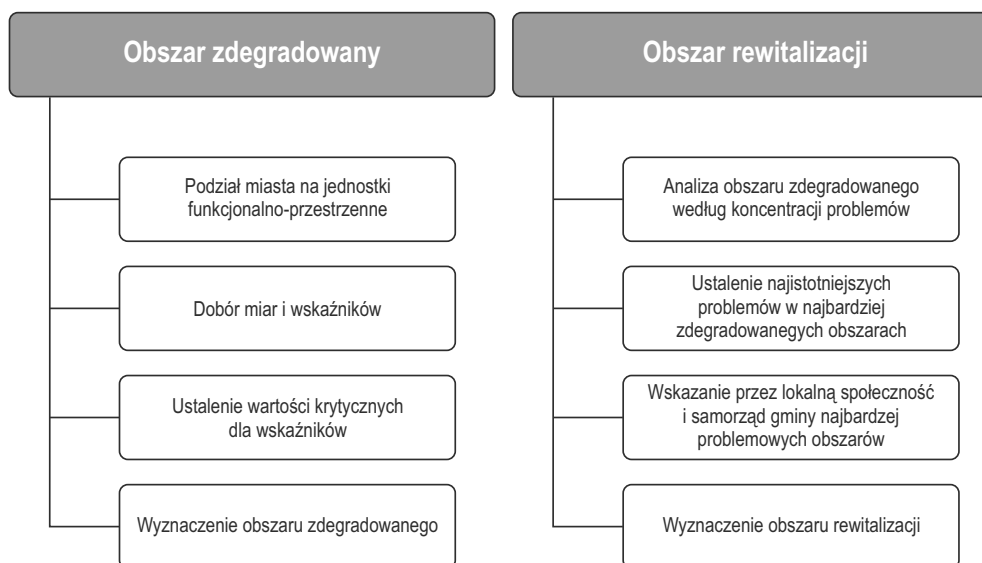 Obszar zdegradowany
Podział miasta na jednostki
funkcjonalno-przestrzenne
Dobór miar i wskaźników
Ustalenie wartości krytycznych
dla wskaźników
Wyznaczenie obszaru zdegradowanego
Obszar rewitalizacji
Analiza obszaru zdegradowanego
według koncentracji problemów
Ustalenie najistotniejszych
problemów w najbardziej
zdegradowanegych obszarach
Wskazanie przez lokalną społeczność
i samorząd gminy najbardzej
problemowych obszarów
Wyznaczenie obszaru rewitalizacji